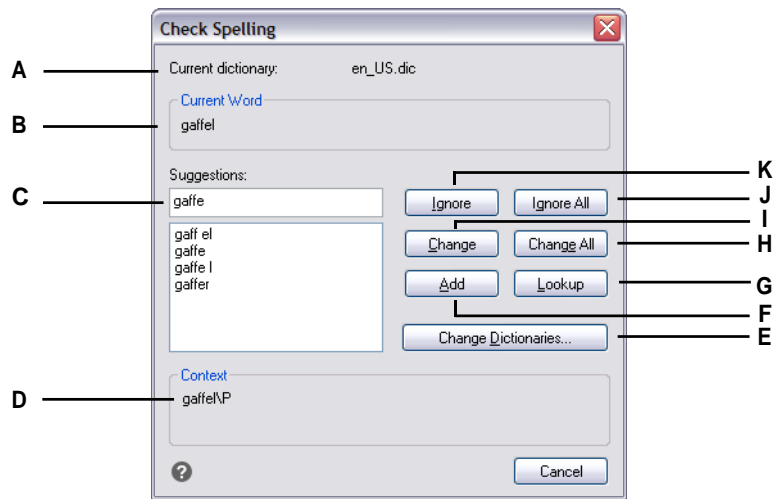 Check Spelling
A Current dictionary: en_US.dic
Current Word
B gaffel
Suggestions:
K
C gaffe Ignore Ignore All J
I
gaff el Change Change All H
gaffe
gaffe l
gaffer Add Lookup G
F
Change Dictionaries... E
Context
D gaffel\P
? Cancel